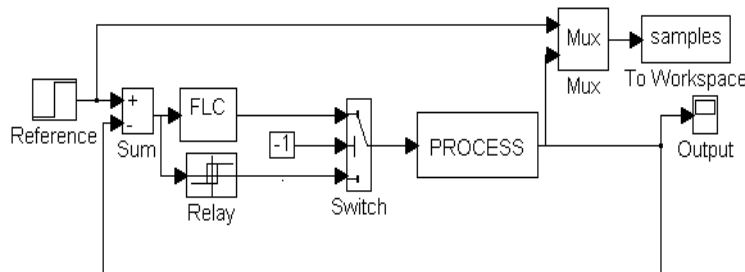 Mux
samples
Mux
To Workspace
+
-
FLC
Reference
Sum
-1
PROCESS
Output
Relay
Switch